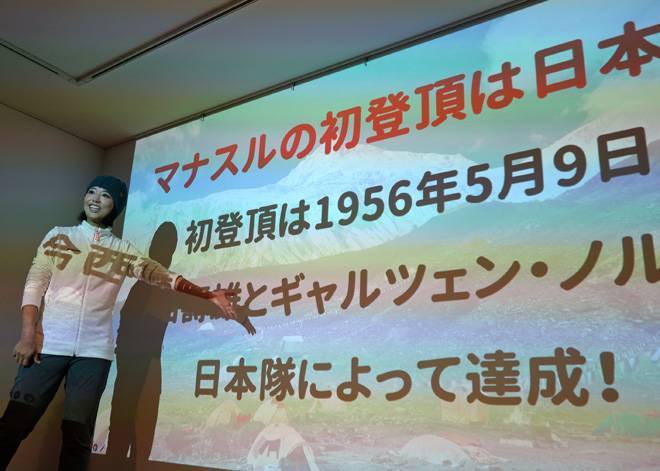 マナスルの初登頂は日本
初登頂は1956年5月9日
今西 雄とギャルツェン・ノル
日本隊によって達成！